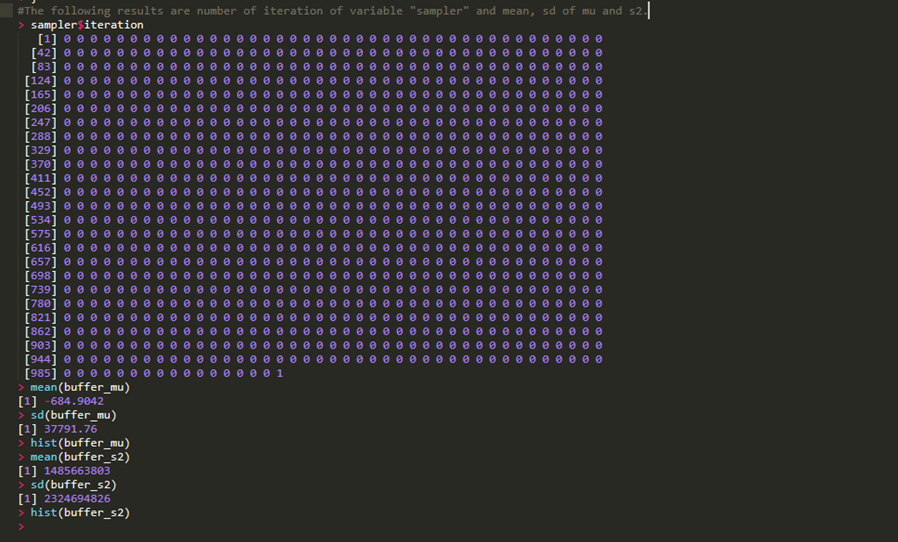 #The following results are number of iteration of variable "sampler" and mean, sd of mu and s2.
> sampler$iteration
[1] 0 0 0 0 0 0 0 0 0 0 0 0 0 0 0 0 0 0 0 0 0 0 0 0 0 0 0 0 0 0 0 0 0 0 0 0 0 0 0 0 0
[42] 0 0 0 0 0 0 0 0 0 0 0 0 0 0 0 0 0 0 0 0 0 0 0 0 0 0 0 0 0 0 0 0 0 0 0 0 0 0 0 0 0
[83] 0 0 0 0 0 0 0 0 0 0 0 0 0 0 0 0 0 0 0 0 0 0 0 0 0 0 0 0 0 0 0 0 0 0 0 0 0 0 0 0 0
[124] 0 0 0 0 0 0 0 0 0 0 0 0 0 0 0 0 0 0 0 0 0 0 0 0 0 0 0 0 0 0 0 0 0 0 0 0 0 0 0 0 0
[165] 0 0 0 0 0 0 0 0 0 0 0 0 0 0 0 0 0 0 0 0 0 0 0 0 0 0 0 0 0 0 0 0 0 0 0 0 0 0 0 0 0
[206] 0 0 0 0 0 0 0 0 0 0 0 0 0 0 0 0 0 0 0 0 0 0 0 0 0 0 0 0 0 0 0 0 0 0 0 0 0 0 0 0 0
[247] 0 0 0 0 0 0 0 0 0 0 0 0 0 0 0 0 0 0 0 0 0 0 0 0 0 0 0 0 0 0 0 0 0 0 0 0 0 0 0 0 0
[288] 0 0 0 0 0 0 0 0 0 0 0 0 0 0 0 0 0 0 0 0 0 0 0 0 0 0 0 0 0 0 0 0 0 0 0 0 0 0 0 0 0
[329] 0 0 0 0 0 0 0 0 0 0 0 0 0 0 0 0 0 0 0 0 0 0 0 0 0 0 0 0 0 0 0 0 0 0 0 0 0 0 0 0 0
[370] 0 0 0 0 0 0 0 0 0 0 0 0 0 0 0 0 0 0 0 0 0 0 0 0 0 0 0 0 0 0 0 0 0 0 0 0 0 0 0 0 0
[411] 0 0 0 0 0 0 0 0 0 0 0 0 0 0 0 0 0 0 0 0 0 0 0 0 0 0 0 0 0 0 0 0 0 0 0 0 0 0 0 0 0
[452] 0 0 0 0 0 0 0 0 0 0 0 0 0 0 0 0 0 0 0 0 0 0 0 0 0 0 0 0 0 0 0 0 0 0 0 0 0 0 0 0 0
[493] 0 0 0 0 0 0 0 0 0 0 0 0 0 0 0 0 0 0 0 0 0 0 0 0 0 0 0 0 0 0 0 0 0 0 0 0 0 0 0 0 0
[534] 0 0 0 0 0 0 0 0 0 0 0 0 0 0 0 0 0 0 0 0 0 0 0 0 0 0 0 0 0 0 0 0 0 0 0 0 0 0 0 0 0
[575] 0 0 0 0 0 0 0 0 0 0 0 0 0 0 0 0 0 0 0 0 0 0 0 0 0 0 0 0 0 0 0 0 0 0 0 0 0 0 0 0 0
[616] 0 0 0 0 0 0 0 0 0 0 0 0 0 0 0 0 0 0 0 0 0 0 0 0 0 0 0 0 0 0 0 0 0 0 0 0 0 0 0 0 0
[657] 0 0 0 0 0 0 0 0 0 0 0 0 0 0 0 0 0 0 0 0 0 0 0 0 0 0 0 0 0 0 0 0 0 0 0 0 0 0 0 0 0
[698] 0 0 0 0 0 0 0 0 0 0 0 0 0 0 0 0 0 0 0 0 0 0 0 0 0 0 0 0 0 0 0 0 0 0 0 0 0 0 0 0 0
[739] 0 0 0 0 0 0 0 0 0 0 0 0 0 0 0 0 0 0 0 0 0 0 0 0 0 0 0 0 0 0 0 0 0 0 0 0 0 0 0 0 0
[780] 0 0 0 0 0 0 0 0 0 0 0 0 0 0 0 0 0 0 0 0 0 0 0 0 0 0 0 0 0 0 0 0 0 0 0 0 0 0 0 0 0
[821] 0 0 0 0 0 0 0 0 0 0 0 0 0 0 0 0 0 0 0 0 0 0 0 0 0 0 0 0 0 0 0 0 0 0 0 0 0 0 0 0 0
[862] 0 0 0 0 0 0 0 0 0 0 0 0 0 0 0 0 0 0 0 0 0 0 0 0 0 0 0 0 0 0 0 0 0 0 0 0 0 0 0 0 0
[903] 0 0 0 0 0 0 0 0 0 0 0 0 0 0 0 0 0 0 0 0 0 0 0 0 0 0 0 0 0 0 0 0 0 0 0 0 0 0 0 0 0
[944] 0 0 0 0 0 0 0 0 0 0 0 0 0 0 0 0 0 0 0 0 0 0 0 0 0 0 0 0 0 0 0 0 0 0 0 0 0 0 0 0 0
[985] 0 0 0 0 0 0 0 0 0 0 0 0 0 0 0 0 1
> mean(buffer_mu)
[1] -684.9042
> sd(buffer_mu)
[1] 37791.76
> hist(buffer_mu)
> mean(buffer_s2)
[1] 1485663803
> sd(buffer_s2)
[1] 2324694826
> hist(buffer_s2)
>